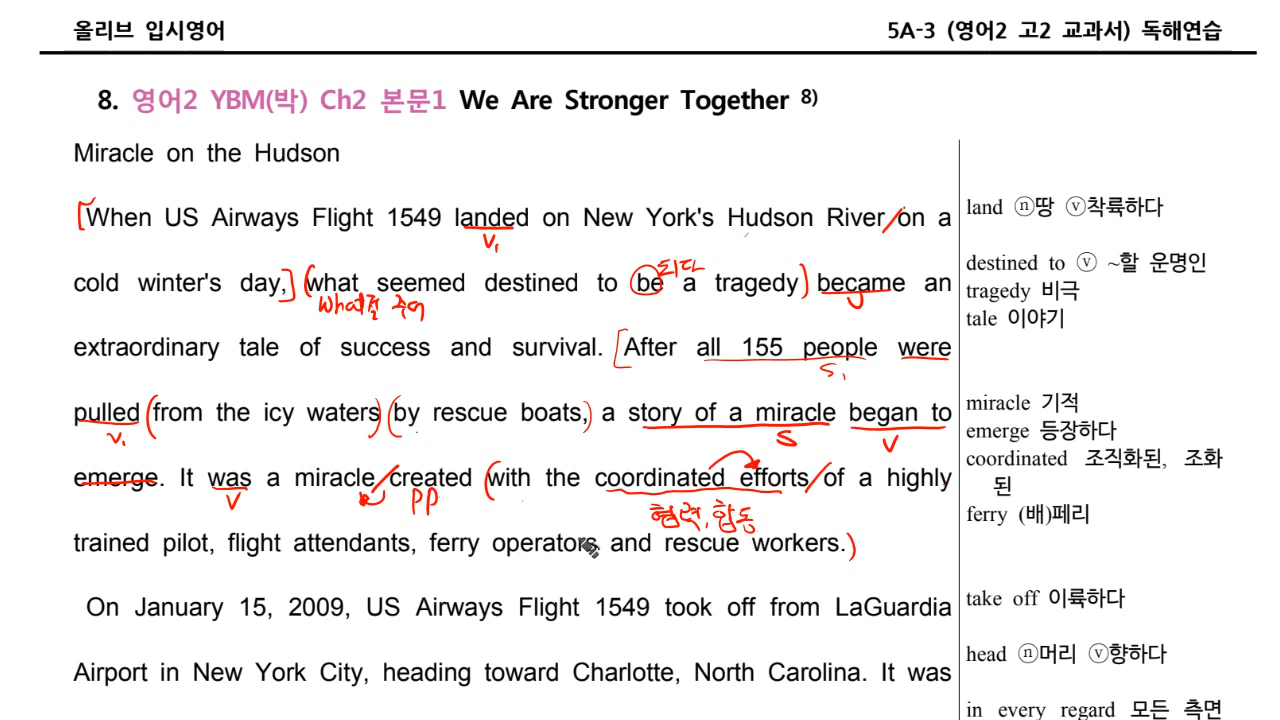 올리브 입시영어
5A-3 (영어2 고2 교과서) 독해연습
8. 영어2 YBM(박) Ch2 본문1 We Are Stronger Together 8)
Miracle on the Hudson
When US Airways Flight 1549 landed on New York's Hudson River on a
V₁
cold winter's day, what seemed destined to be a tragedy became an
되다
what절 주어
V
extraordinary tale of success and survival. After all 155 people were
S₁
pulled from the icy waters by rescue boats, a story of a miracle began to
V₁
S
V
emerge. It was a miracle created with the coordinated efforts of a highly
V
PP
협력, 합동
trained pilot, flight attendants, ferry operators, and rescue workers.
On January 15, 2009, US Airways Flight 1549 took off from LaGuardia
Airport in New York City, heading toward Charlotte, North Carolina. It was
land ⓝ땅 ⓥ착륙하다
destined to ⓥ ~할 운명인
tragedy 비극
tale 이야기
miracle 기적
emerge 등장하다
coordinated 조직화된, 조화
된
ferry (배)페리
take off 이륙하다
head ⓝ머리 ⓥ향하다
in every regard 모든 측면